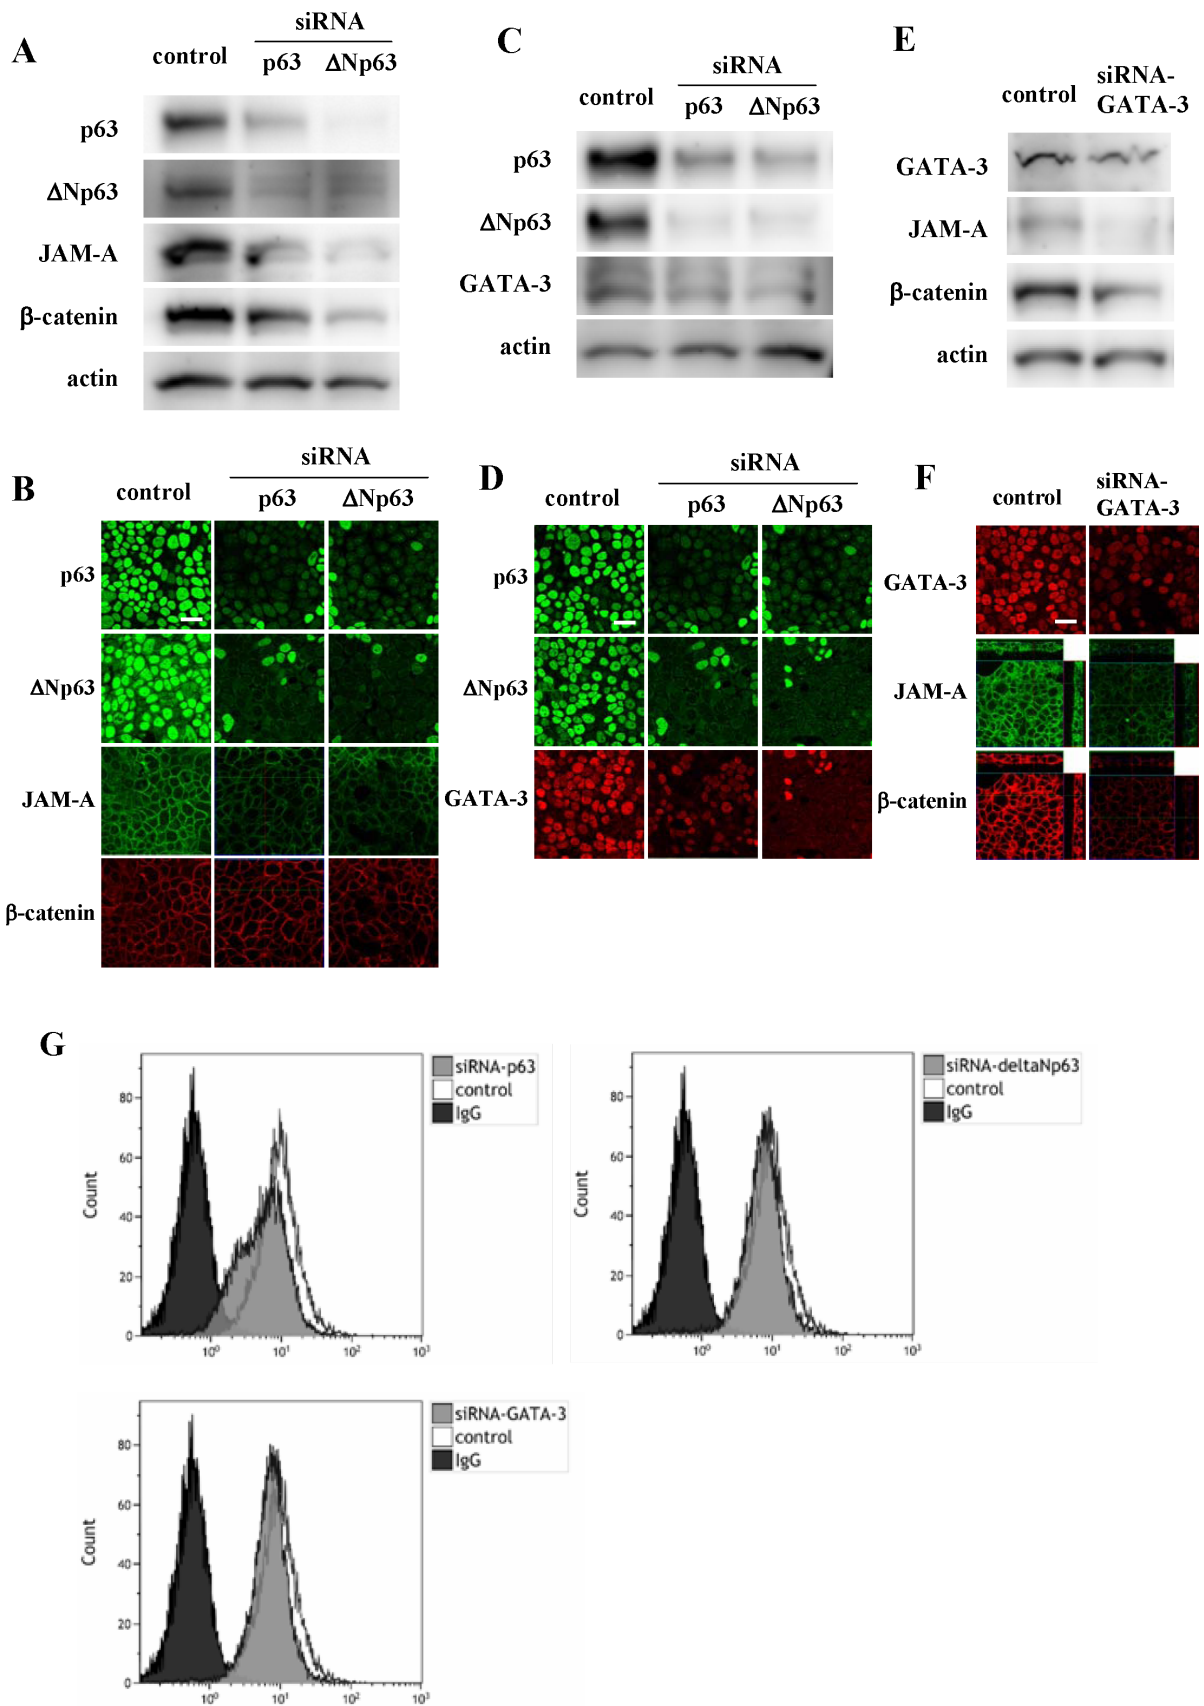 A
siRNA
control p63 ΔNp63
p63
ΔNp63
JAM-A
β-catenin
actin
C
siRNA
control p63 ΔNp63
p63
ΔNp63
GATA-3
actin
E
control siRNA-
GATA-3
GATA-3
JAM-A
β-catenin
actin
B
siRNA
control p63 ΔNp63
p63
ΔNp63
JAM-A
β-catenin
D
siRNA
control p63 ΔNp63
p63
ΔNp63
GATA-3
F
control siRNA-
GATA-3
GATA-3
JAM-A
β-catenin
G
siRNA-p63
control
IgG
Count
80
60
40
20
0
10⁰ 10¹ 10² 10³
siRNA-deltaNp63
control
IgG
Count
80
60
40
20
0
10⁰ 10¹ 10² 10³
siRNA-GATA-3
control
IgG
Count
80
60
40
20
0
10⁰ 10¹ 10² 10³